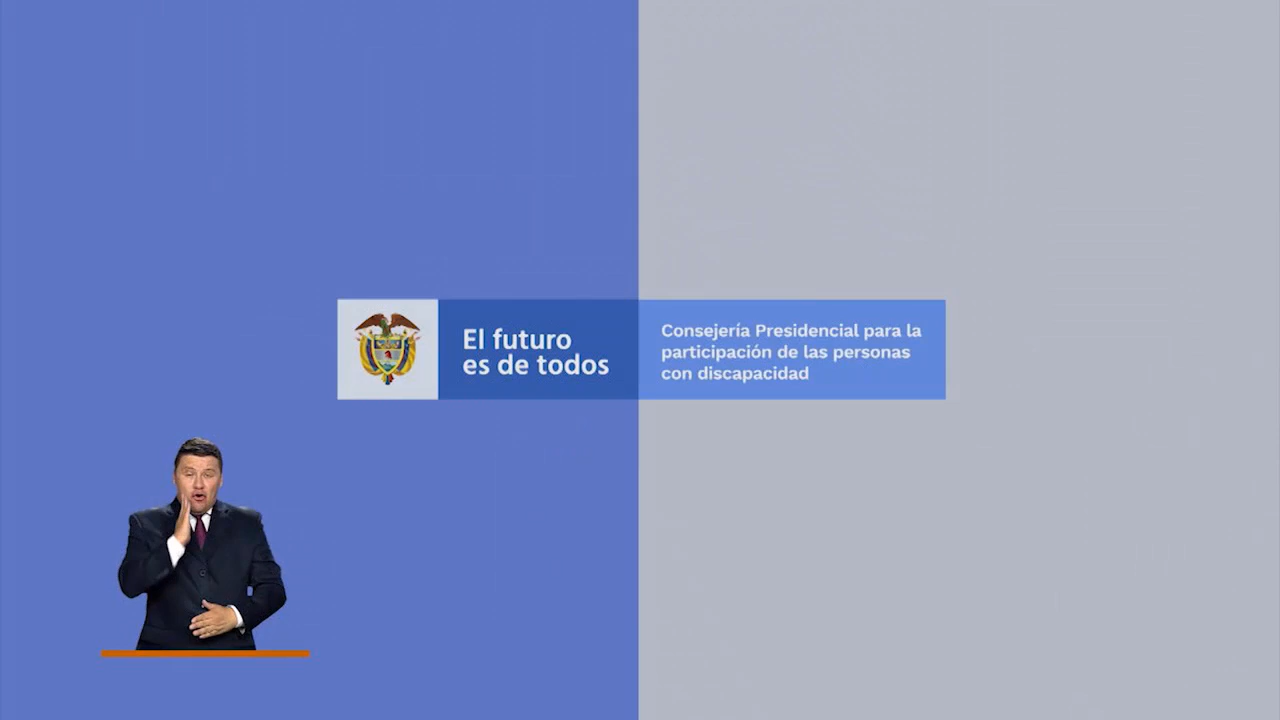 El futuro
es de todos
Consejería Presidencial para la
participación de las personas
con discapacidad